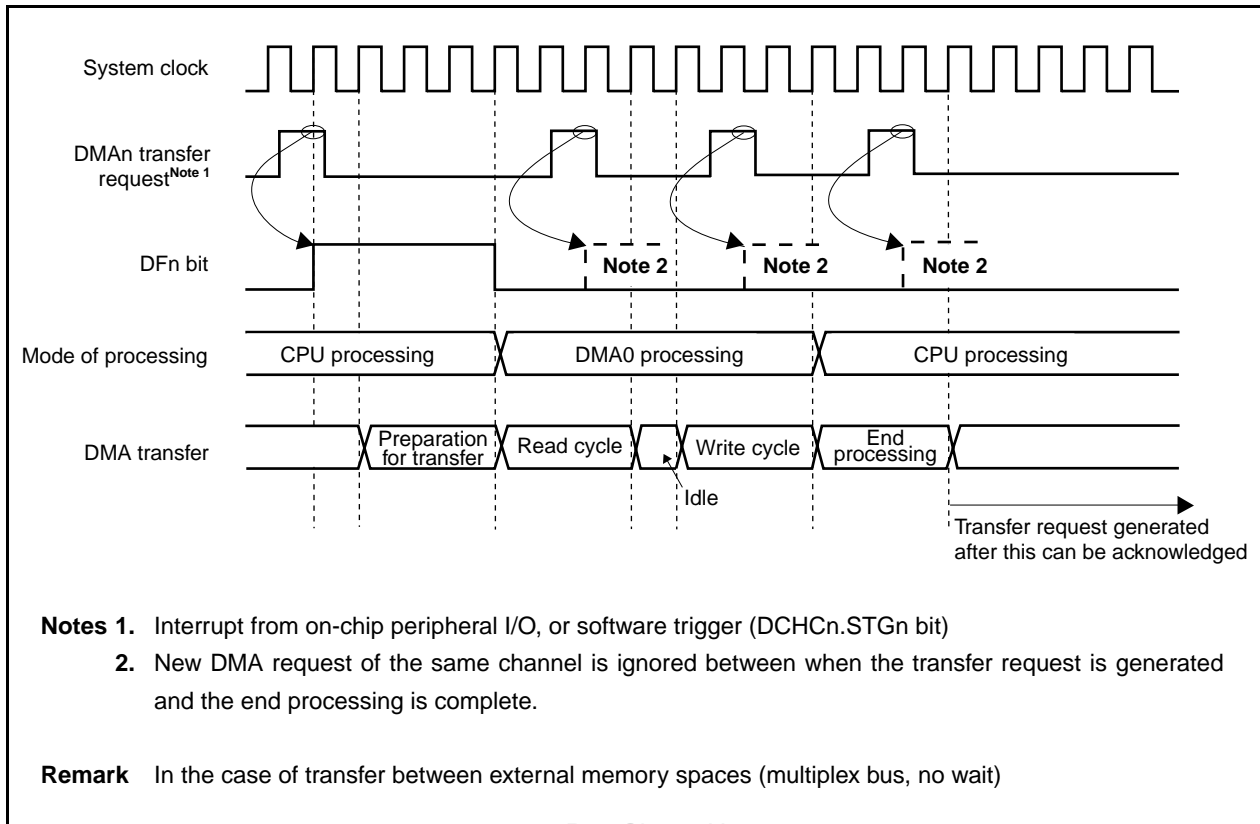 System clock
DMAn transfer
request Note 1
DFn bit
Note 2
Note 2
Note 2
Mode of processing
CPU processing
DMA0 processing
CPU processing
DMA transfer
Preparation
for transfer
Read cycle
Idle
Write cycle
End
processing
Transfer request generated
after this can be acknowledged
Notes 1. Interrupt from on-chip peripheral I/O, or software trigger (DCHCn.STGn bit)
2. New DMA request of the same channel is ignored between when the transfer request is generated
and the end processing is complete.
Remark In the case of transfer between external memory spaces (multiplex bus, no wait)